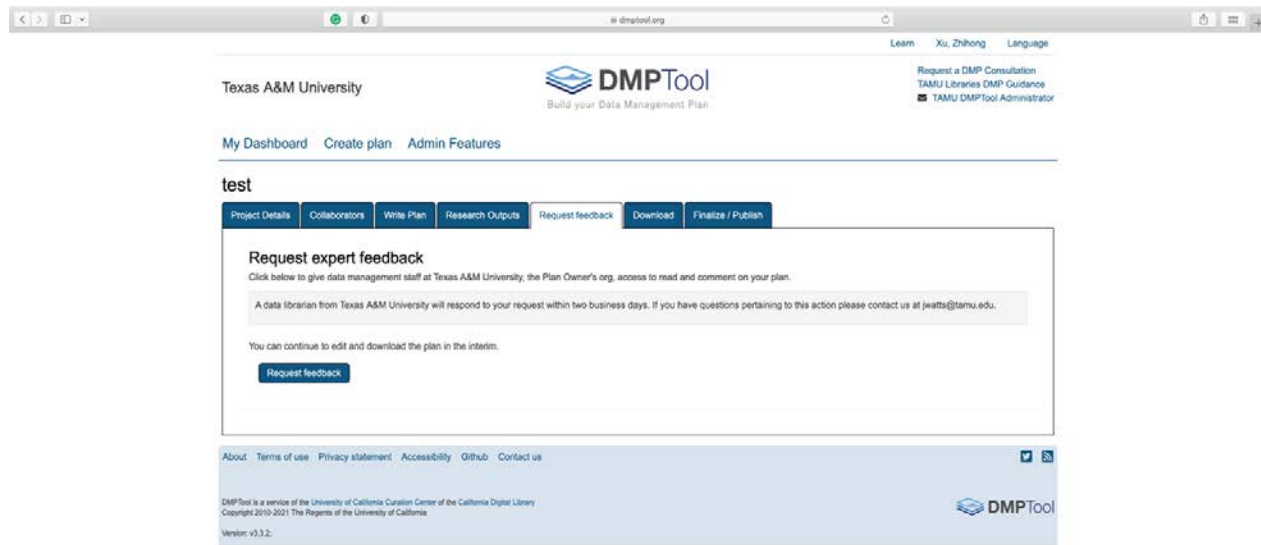 dmptool.org
Learn Xu, Zhihong Language
Texas A&M University
DMPTool
Build your Data Management Plan
Request a DMP Consultation
TAMU Libraries DMP Guidance
TAMU DMPTool Administrator
My Dashboard Create plan Admin Features
test
Project Details Collaborators Write Plan Research Outputs Request feedback Download Finalize / Publish
Request expert feedback
Click below to give data management staff at Texas A&M University, the Plan Owner's org, access to read and comment on your plan.
A data librarian from Texas A&M University will respond to your request within two business days. If you have questions pertaining to this action please contact us at jwatts@tamu.edu.
You can continue to edit and download the plan in the interim.
Request feedback
About Terms of use Privacy statement Accessibility Github Contact us
DMPTool is a service of the University of California Curation Center of the California Digital Library
Copyright 2010-2021 The Regents of the University of California
DMPTool
Version: v3.3.2;